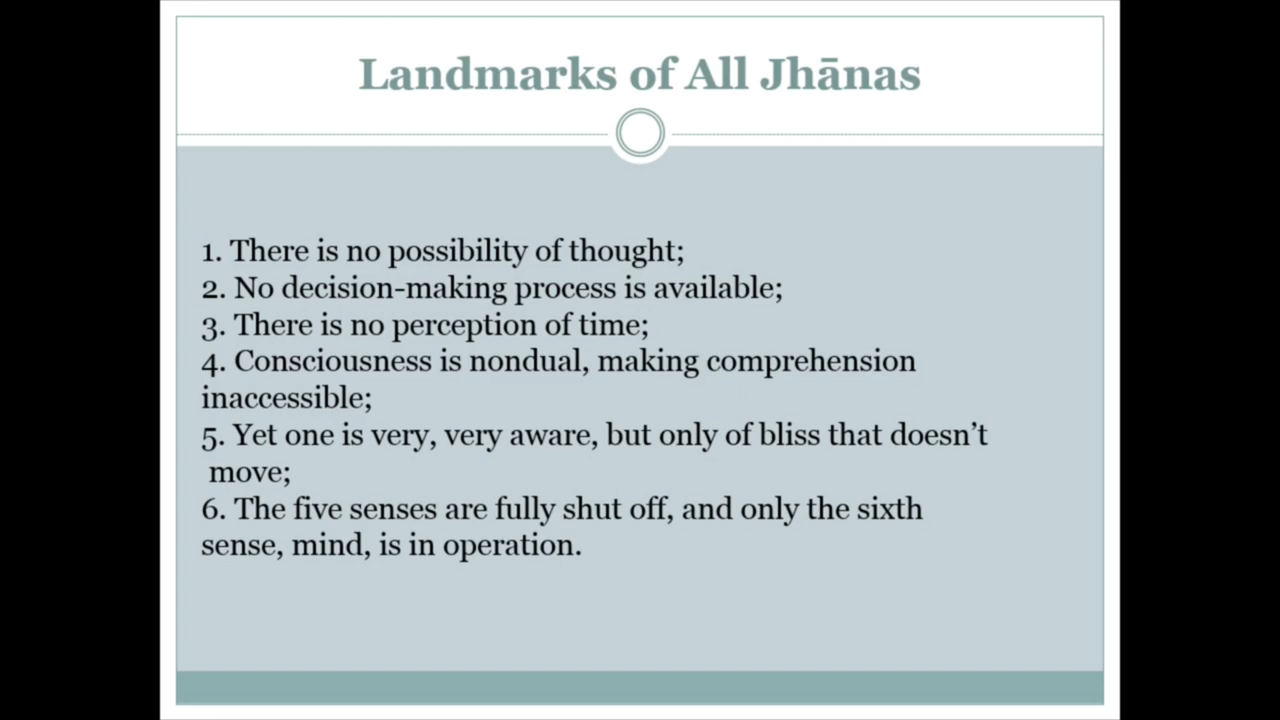 Landmarks of All Jhānas
1. There is no possibility of thought;
2. No decision-making process is available;
3. There is no perception of time;
4. Consciousness is nondual, making comprehension
inaccessible;
5. Yet one is very, very aware, but only of bliss that doesn’t
move;
6. The five senses are fully shut off, and only the sixth
sense, mind, is in operation.